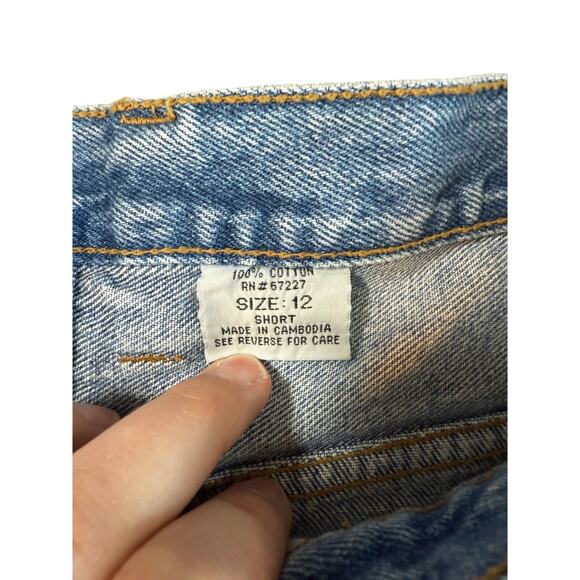 100% COTTON
RN#67227
SIZE: 12
SHORT
MADE IN CAMBODIA
SEE REVERSE FOR CARE